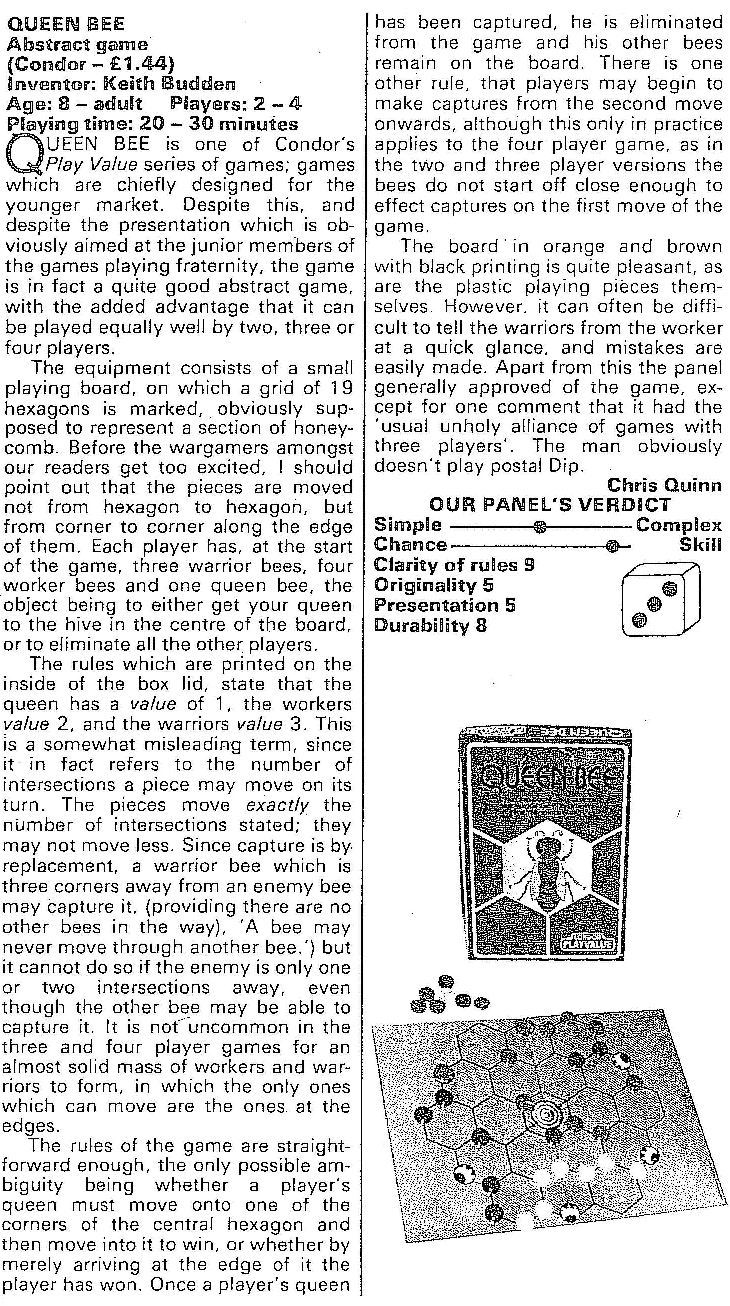 QUEEN BEE
Abstract game
(Condor – £1.44)
Inventor: Keith Budden
Age: 8 – adult Players: 2 – 4
Playing time: 20 – 30 minutes
QUEEN BEE is one of Condor's
Play Value series of games; games
which are chiefly designed for the
younger market. Despite this, and
despite the presentation which is ob-
viously aimed at the junior members of
the games playing fraternity, the game
is in fact a quite good abstract game,
with the added advantage that it can
be played equally well by two, three or
four players.
The equipment consists of a small
playing board, on which a grid of 19
hexagons is marked, obviously sup-
posed to represent a section of honey-
comb. Before the wargamers amongst
our readers get too excited, I should
point out that the pieces are moved
not from hexagon to hexagon, but
from corner to corner along the edge
of them. Each player has, at the start
of the game, three warrior bees, four
worker bees and one queen bee, the
object being to either get your queen
to the hive in the centre of the board,
or to eliminate all the other players.
The rules which are printed on the
inside of the box lid, state that the
queen has a value of 1, the workers
value 2, and the warriors value 3. This
is a somewhat misleading term, since
it in fact refers to the number of
intersections a piece may move on its
turn. The pieces move exactly the
number of intersections stated; they
may not move less. Since capture is by
replacement, a warrior bee which is
three corners away from an enemy bee
may capture it, (providing there are no
other bees in the way), 'A bee may
never move through another bee.') but
it cannot do so if the enemy is only one
or two intersections away, even
though the other bee may be able to
capture it. It is not uncommon in the
three and four player games for an
almost solid mass of workers and war-
riors to form, in which the only ones
which can move are the ones at the
edges.
The rules of the game are straight-
forward enough, the only possible am-
biguity being whether a player's
queen must move onto one of the
corners of the central hexagon and
then move into it to win, or whether by
merely arriving at the edge of it the
player has won. Once a player's queen
has been captured, he is eliminated
from the game and his other bees
remain on the board. There is one
other rule, that players may begin to
make captures from the second move
onwards, although this only in practice
applies to the four player game, as in
the two and three player versions the
bees do not start off close enough to
effect captures on the first move of the
game.
The board in orange and brown
with black printing is quite pleasant, as
are the plastic playing pieces them-
selves. However, it can often be diffi-
cult to tell the warriors from the worker
at a quick glance, and mistakes are
easily made. Apart from this the panel
generally approved of the game, ex-
cept for one comment that it had the
'usual unholy alliance of games with
three players'. The man obviously
doesn't play postal Dip.
Chris Quinn
OUR PANEL'S VERDICT
Simple Complex
Chance Skill
Clarity of rules 9
Originality 5
Presentation 5
Durability 8
QUEEN BEE
QUEEN BEE
PLAY VALUE